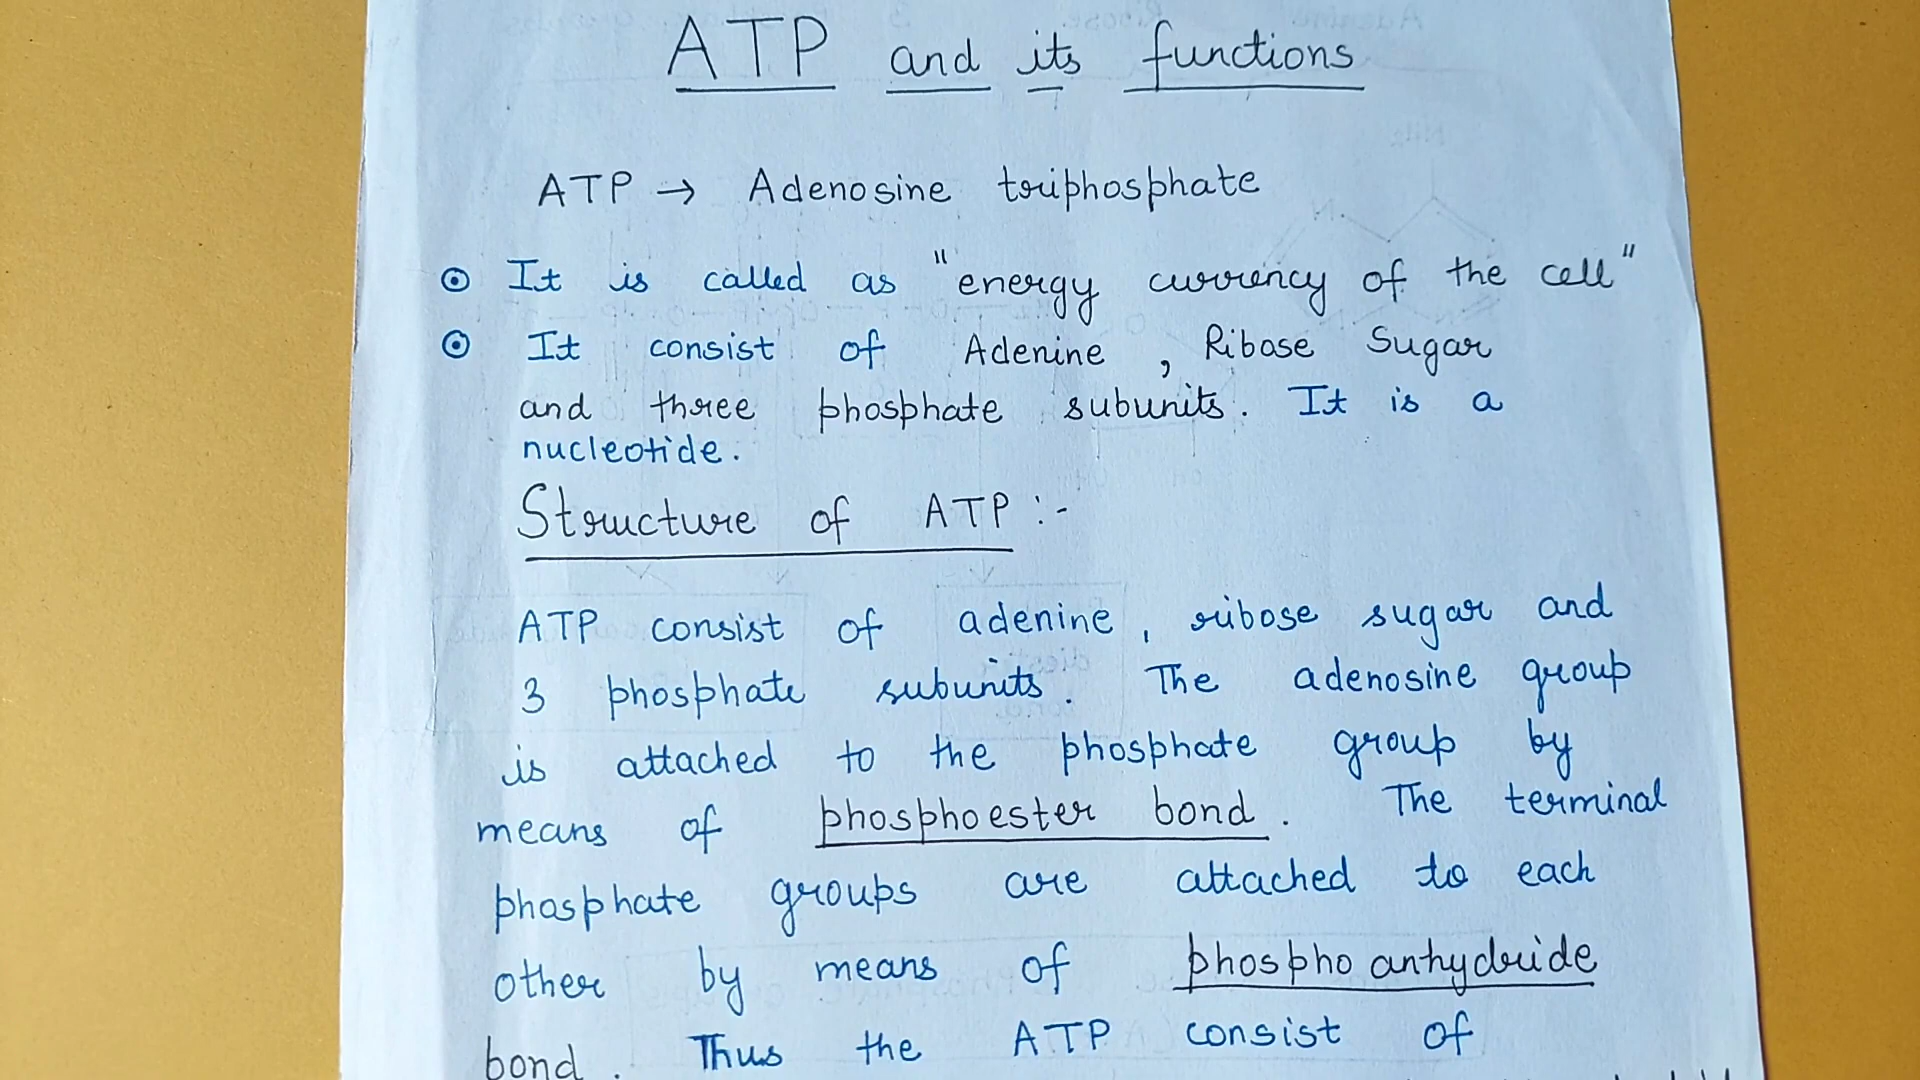 ATP and its functions
ATP → Adenosine triphosphate
⊙ It is called as "energy currency of the cell"
⊙ It consist of Adenine, Ribose Sugar
and three phosphate subunits. It is a
nucleotide.
Structure of ATP :-
ATP consist of adenine, ribose sugar and
3 phosphate subunits. The adenosine group
is attached to the phosphate group by
means of phosphoester bond. The terminal
phosphate groups are attached to each
other by means of phospho anhydride
bond. Thus the ATP consist of